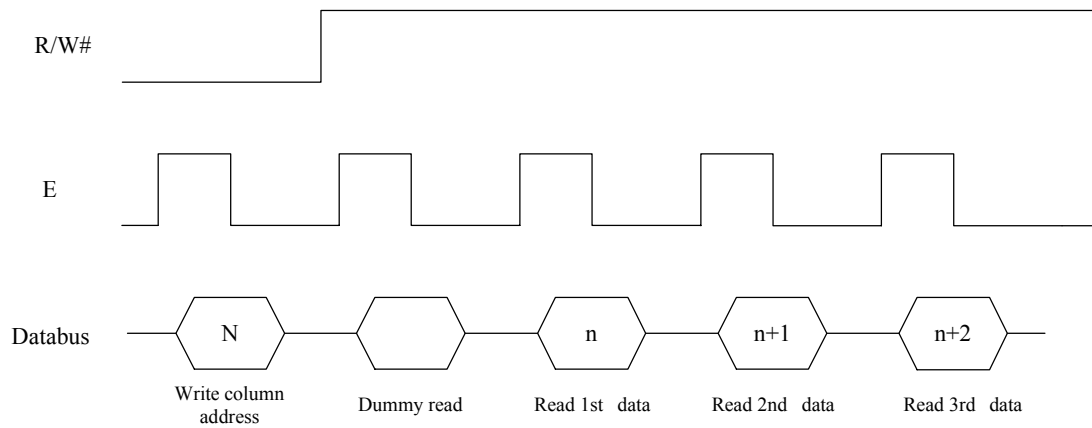 R/W#
E
Databus
N
n
n+1
n+2
Write column
address
Dummy read
Read 1st data
Read 2nd data
Read 3rd data